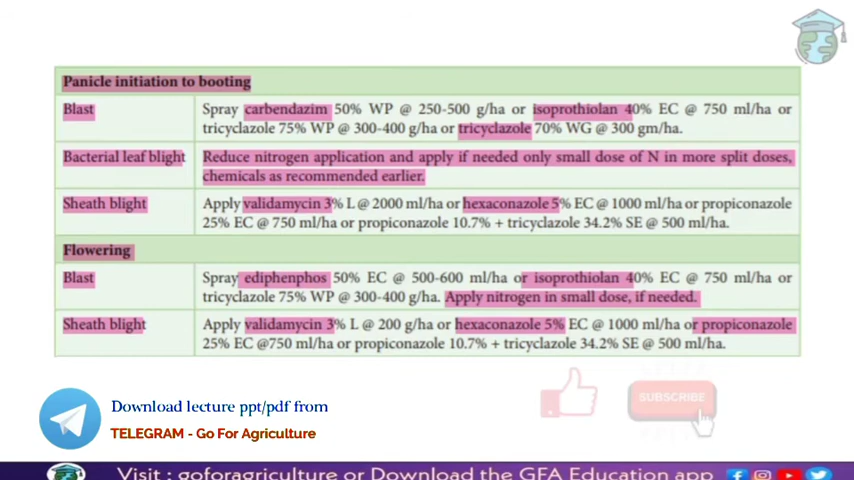 Panicle initiation to booting
Blast
Spray carbendazim 50% WP @ 250-500 g/ha or isoprothiolan 40% EC @ 750 ml/ha or
tricyclazole 75% WP @ 300-400 g/ha or tricyclazole 70% WG @ 300 gm/ha.
Bacterial leaf blight
Reduce nitrogen application and apply if needed only small dose of N in more split doses,
chemicals as recommended earlier.
Sheath blight
Apply validamycin 3% L @ 2000 ml/ha or hexaconazole 5% EC @ 1000 ml/ha or propiconazole
25% EC @ 750 ml/ha or propiconazole 10.7% + tricyclazole 34.2% SE @ 500 ml/ha.
Flowering
Blast
Spray ediphenphos 50% EC @ 500-600 ml/ha or isoprothiolan 40% EC @ 750 ml/ha or
tricyclazole 75% WP @ 300-400 g/ha. Apply nitrogen in small dose, if needed.
Sheath blight
Apply validamycin 3% L @ 200 g/ha or hexaconazole 5% EC @ 1000 ml/ha or propiconazole
25% EC @750 ml/ha or propiconazole 10.7% + tricyclazole 34.2% SE @ 500 ml/ha.
Download lecture ppt/pdf from
TELEGRAM - Go For Agriculture
SUBSCRIBE
Visit : goforagriculture or Download the GFA Education app